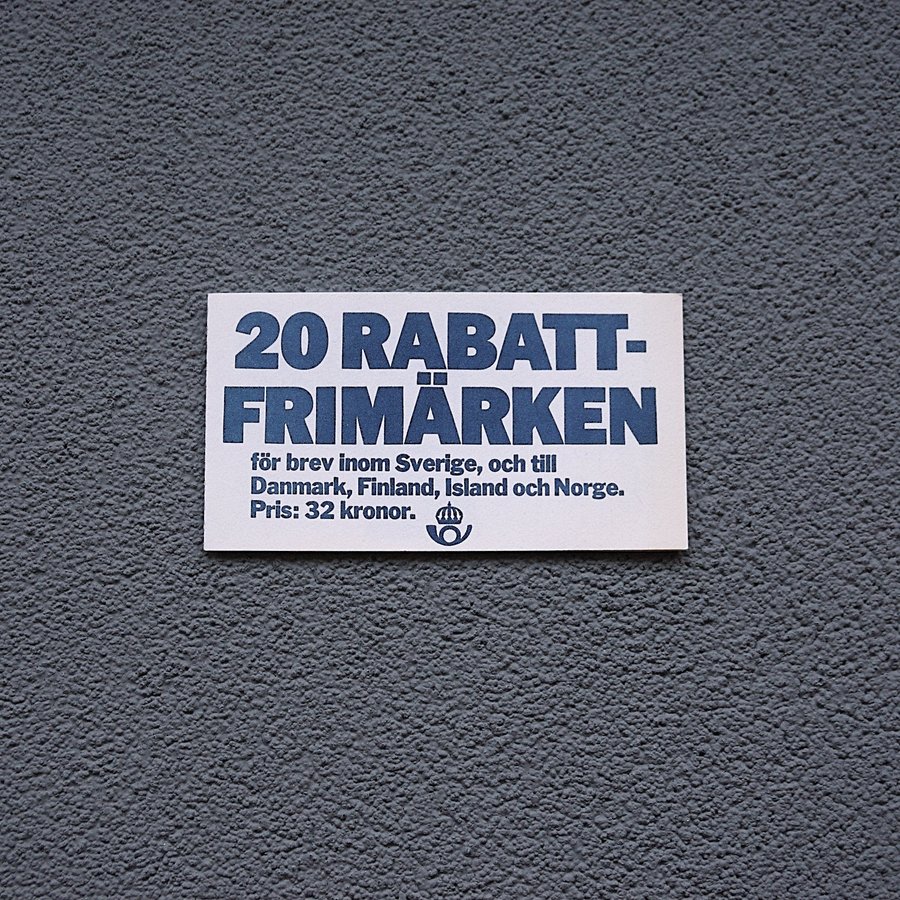 20 RABATT-
FRIMÄRKEN
för brev inom Sverige, och till
Danmark, Finland, Island och Norge.
Pris: 32 kronor.